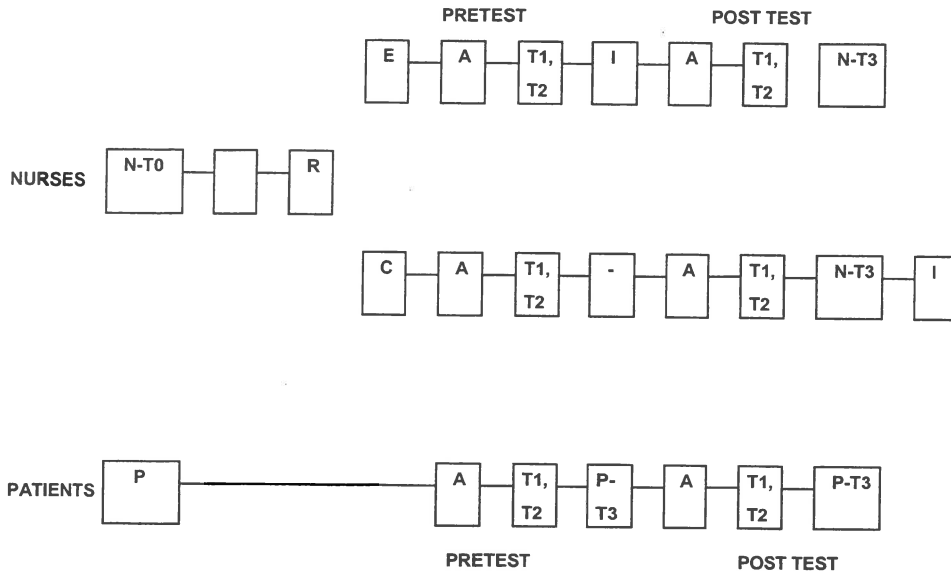 PRETEST POST TEST
E A T1, T2 I A T1, T2 N-T3
NURSES N-T0 R
C A T1, T2 - A T1, T2 N-T3 I
PATIENTS P A T1, T2 P-T3 A T1, T2 P-T3
PRETEST POST TEST